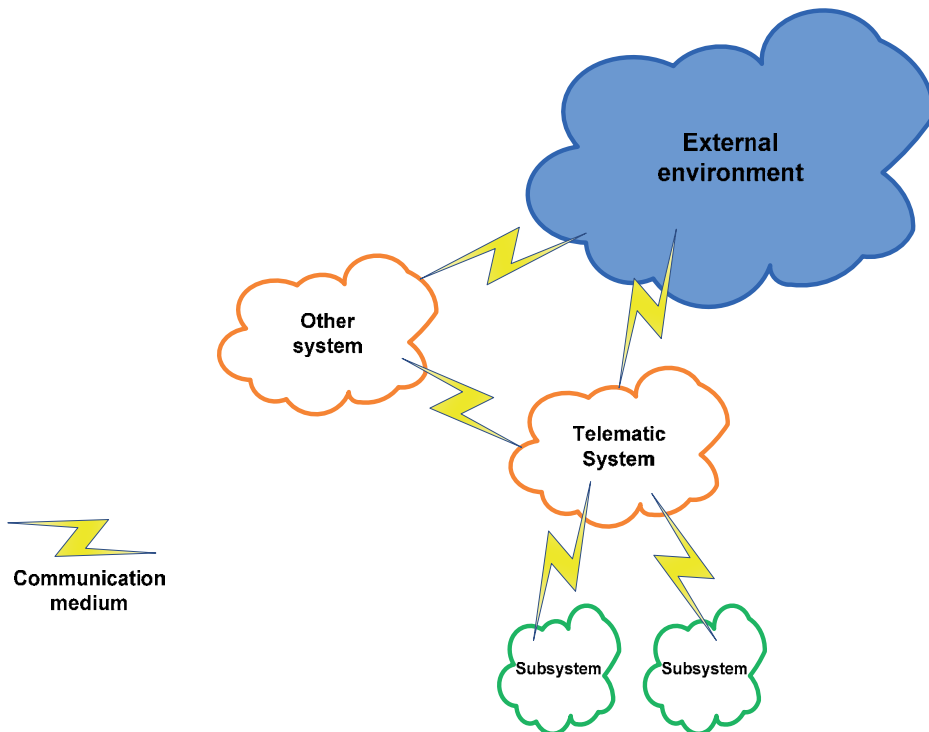 External
environment
Other
system
Telematic
System
Communication
medium
Subsystem
Subsystem